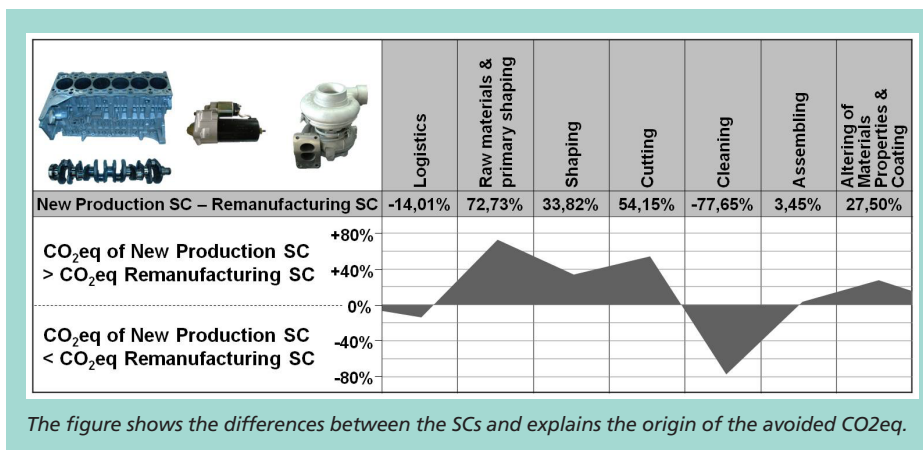 Logistics
Raw materials &
primary shaping
Shaping
Cutting
Cleaning
Assembling
Altering of
Materials
Properties &
Coating
New Production SC – Remanufacturing SC -14,01% 72,73% 33,82% 54,15% -77,65% 3,45% 27,50%
+80%
CO₂eq of New Production SC
> CO₂eq Remanufacturing SC
+40%
0%
CO₂eq of New Production SC
< CO₂eq Remanufacturing SC
-40%
-80%
The figure shows the differences between the SCs and explains the origin of the avoided CO2eq.